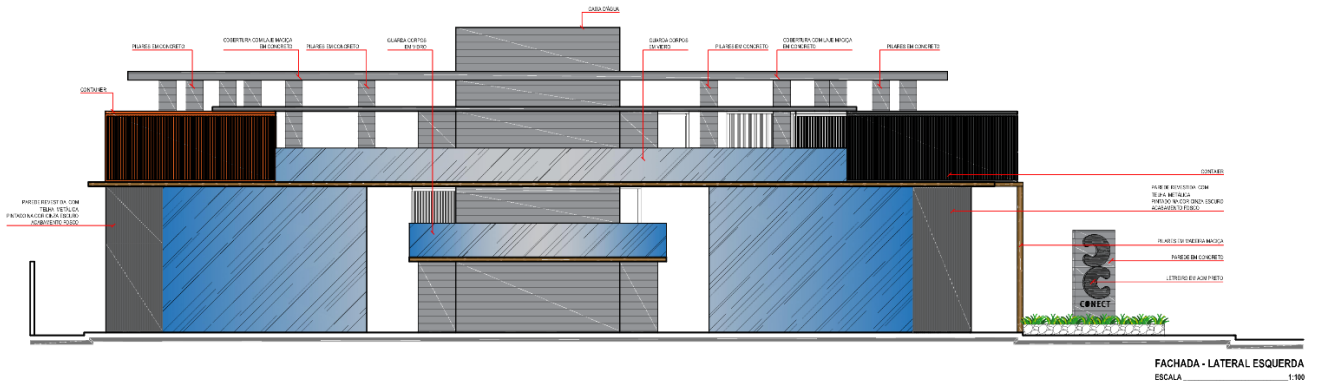 CAIXA D'ÁGUA
PILARES EM CONCRETO
COBERTURA COM LAJE MACIÇA
EM CONCRETO
PILARES EM CONCRETO
GUARDA CORPOS
EM VIDRO
GUARDA CORPOS
EM VIDRO
PILARES EM CONCRETO
COBERTURA COM LAJE MACIÇA
EM CONCRETO
PILARES EM CONCRETO
CONTAINER
CONTAIER
PAREDE REVISTIDA COM
TELHA METÁLICA
PINTADO NA COR CINZA ESCURO
ACABAMENTO FOSCO
PAREDE REVISTIDA COM
TELHA METÁLICA
PINTADO NA COR CINZA ESCURO
ACABAMENTO FOSCO
PILARES EM MADEIRA MACIÇA
PAREDE EM CONCRETO
LETREIRO EM ACM PRETO
CONECT
FACHADA - LATERAL ESQUERDA
ESCALA 1:100